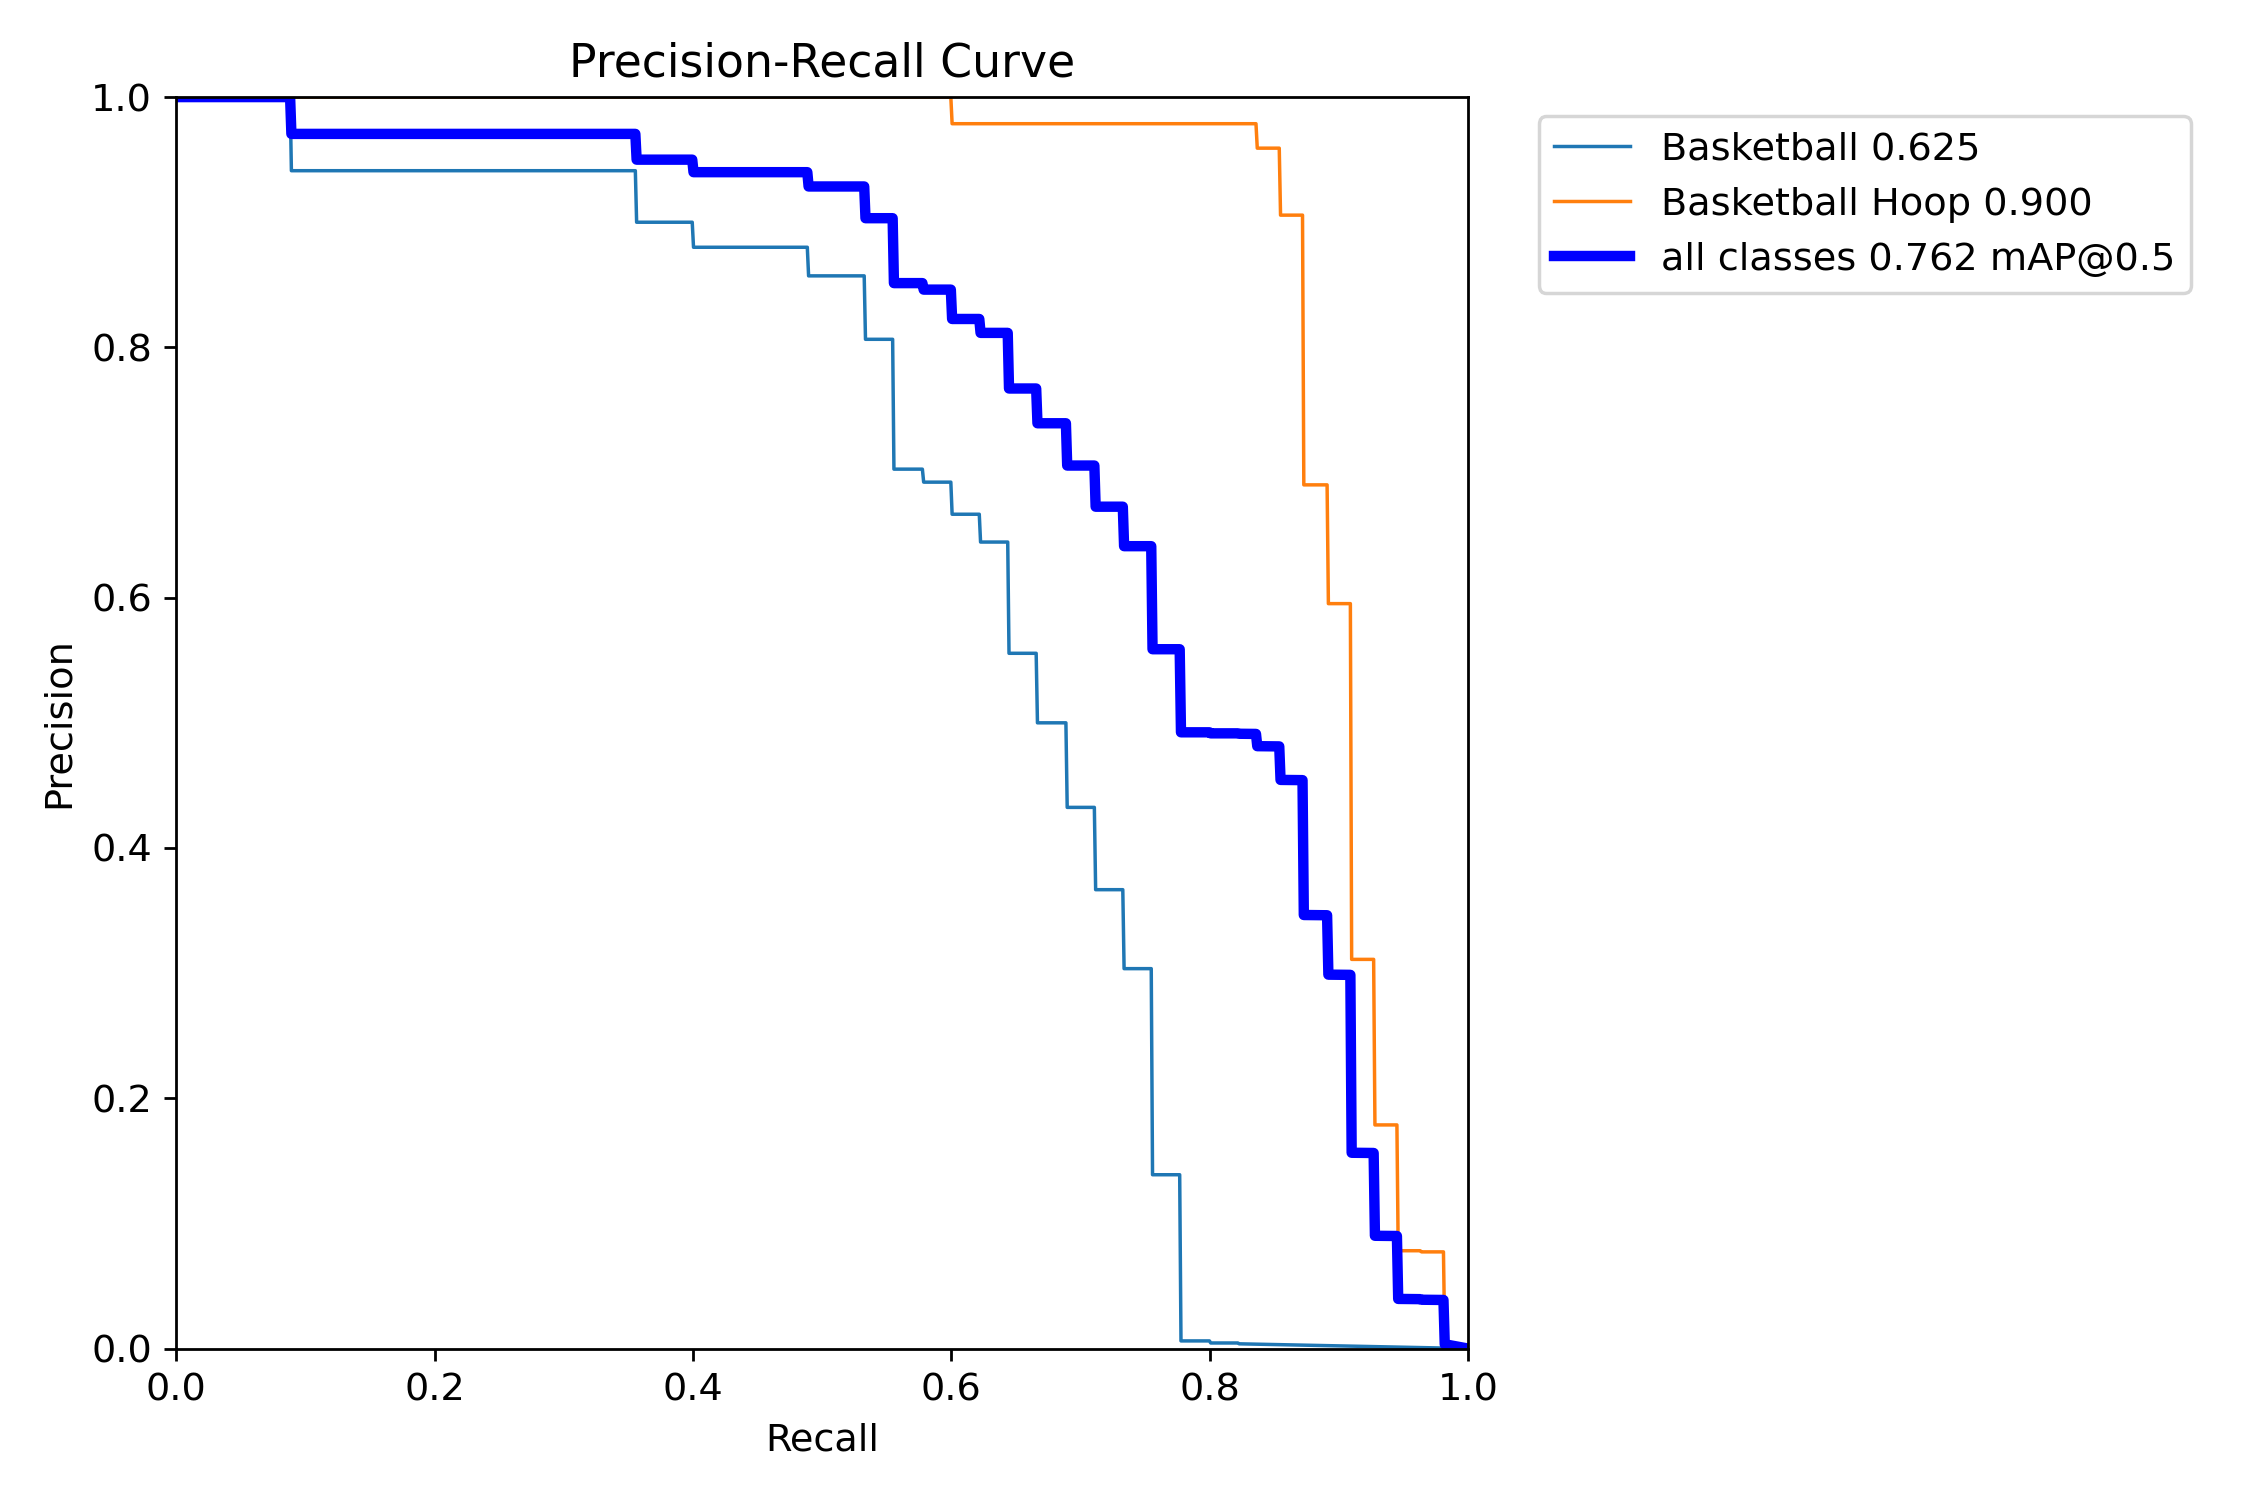 Precision-Recall Curve
1.0
0.8
0.6
0.4
0.2
0.0
Precision
0.0 0.2 0.4 0.6 0.8 1.0
Recall
Basketball 0.625
Basketball Hoop 0.900
all classes 0.762 mAP@0.5